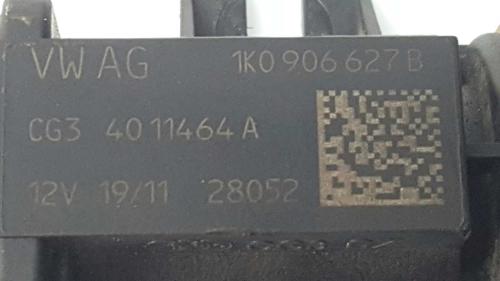 VW AG 1K0 906 627 B
CG3 4011464 A
12V 19/11 28052